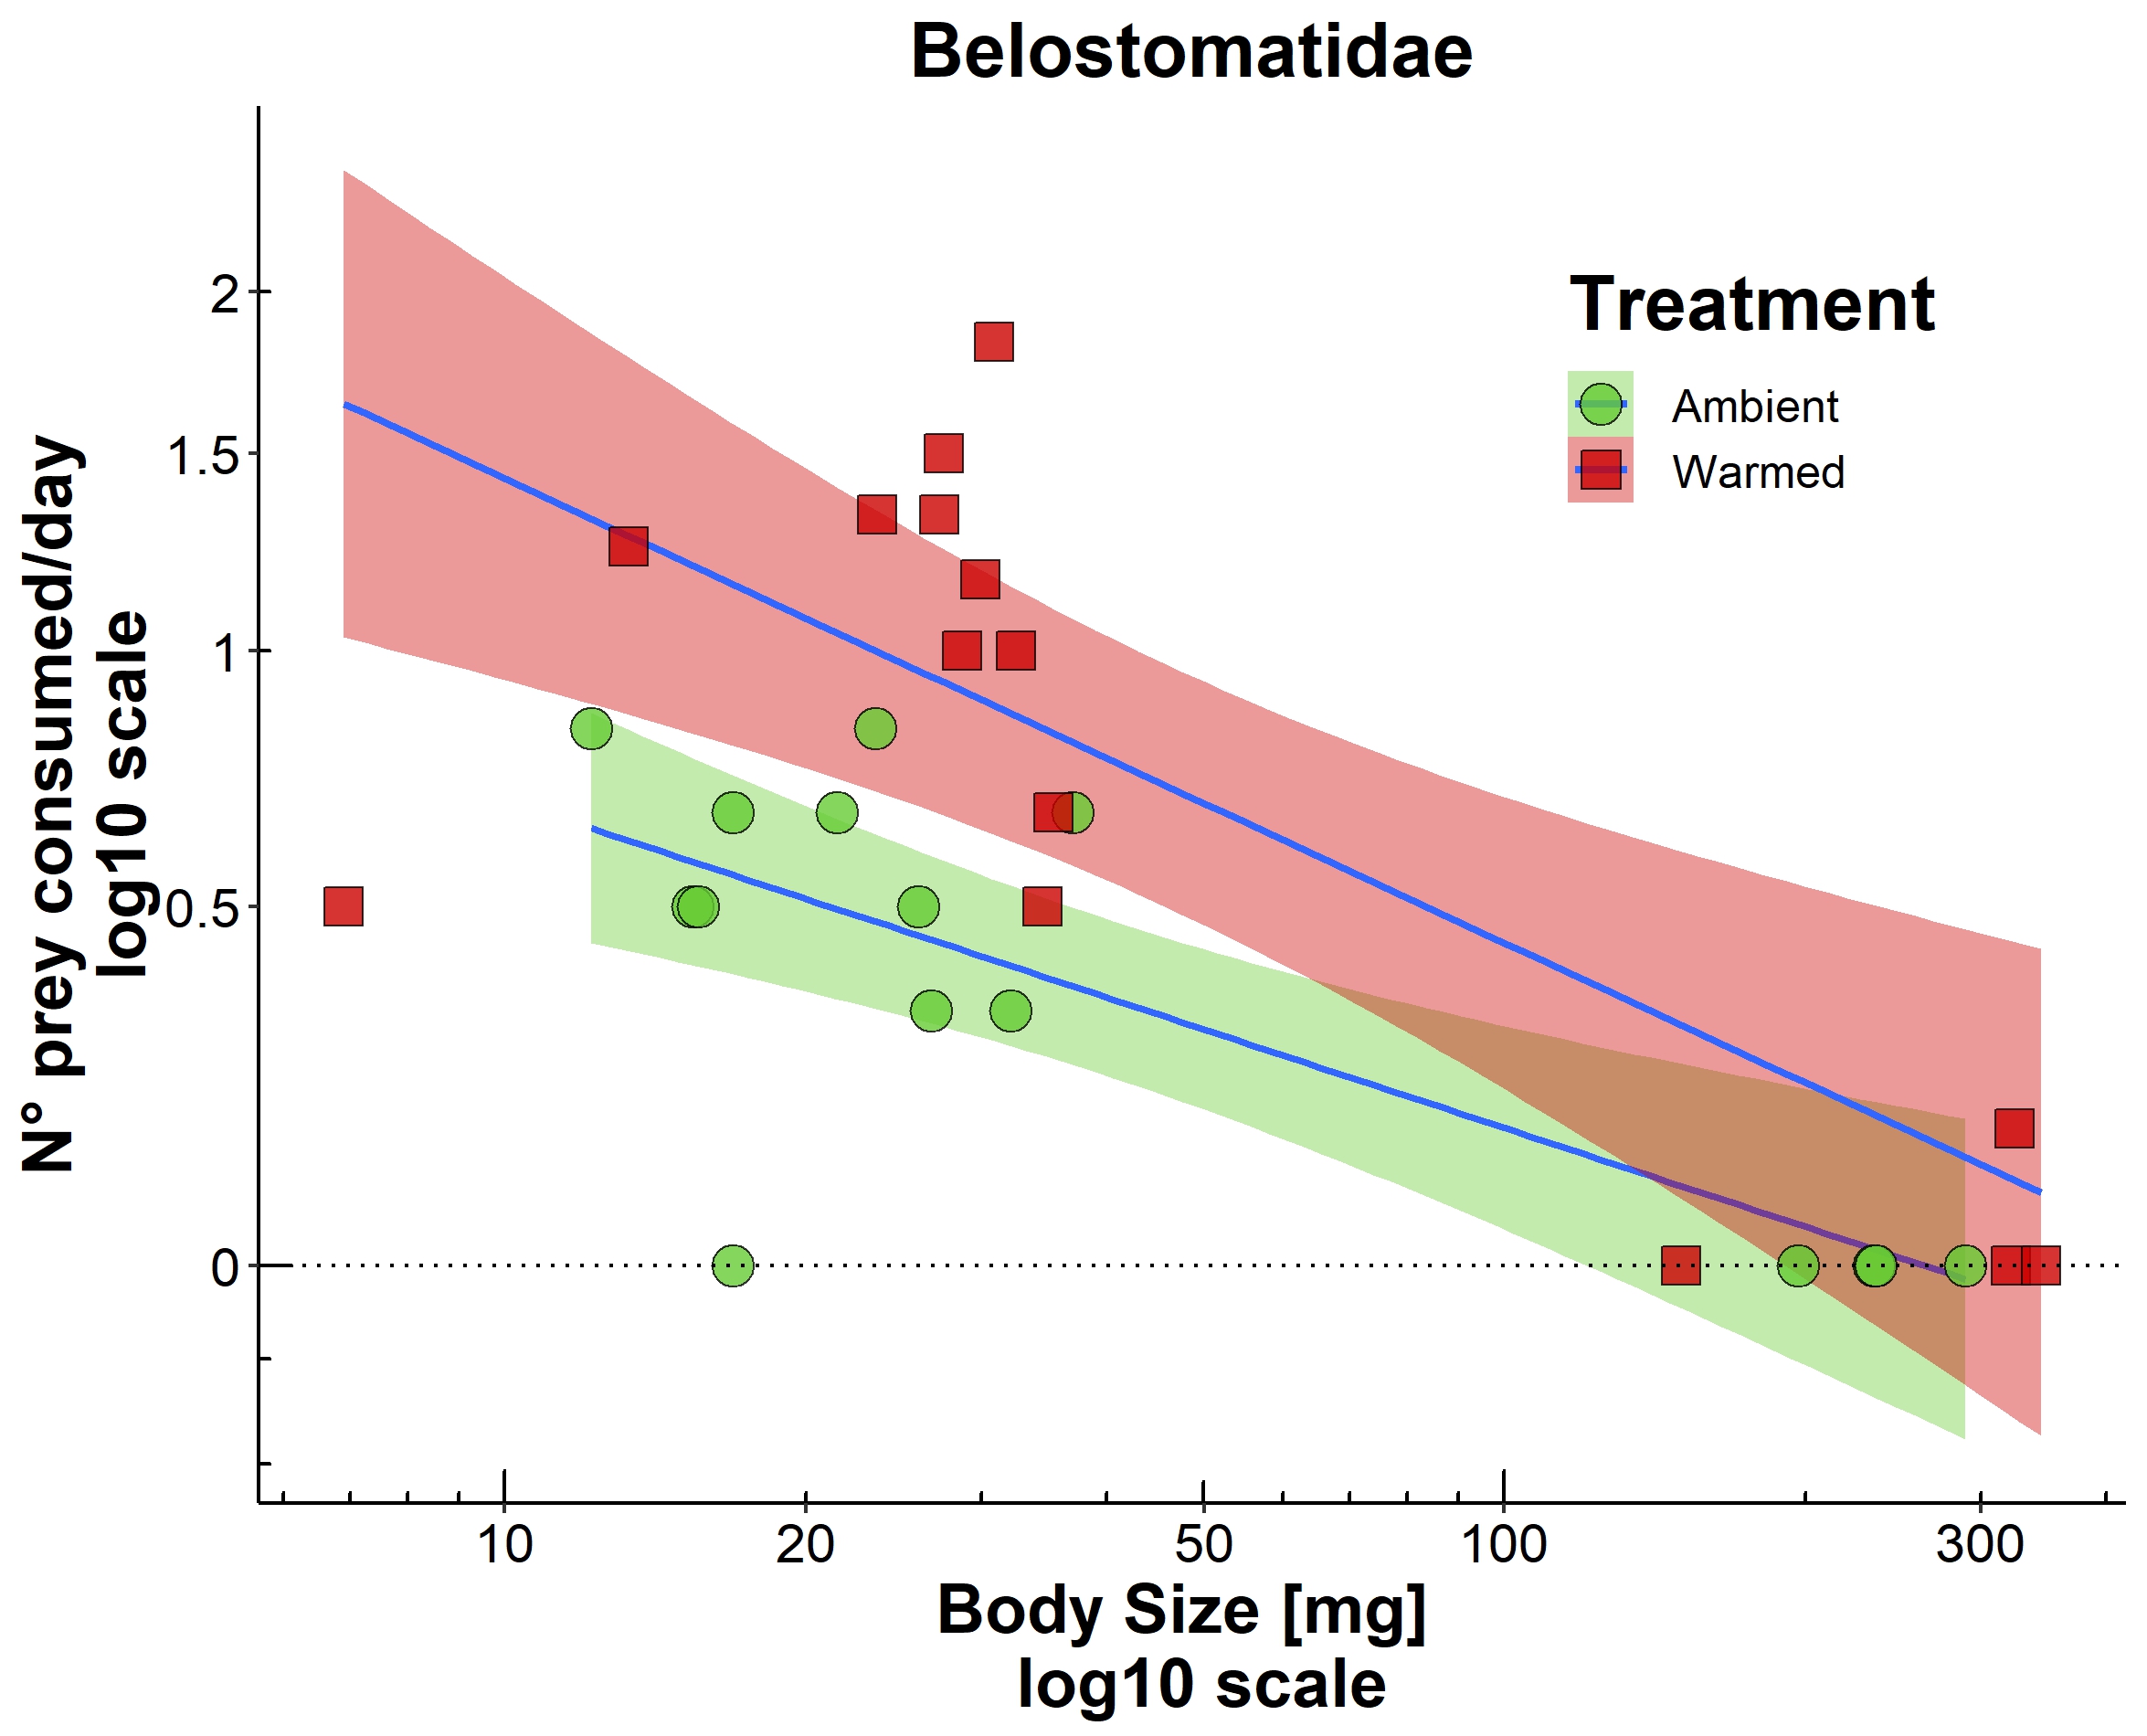 Belostomatidae
N° prey consumed/day
log10 scale
2
1.5
1
0.5
0
Treatment
Ambient
Warmed
10 20 50 100 300
Body Size [mg]
log10 scale